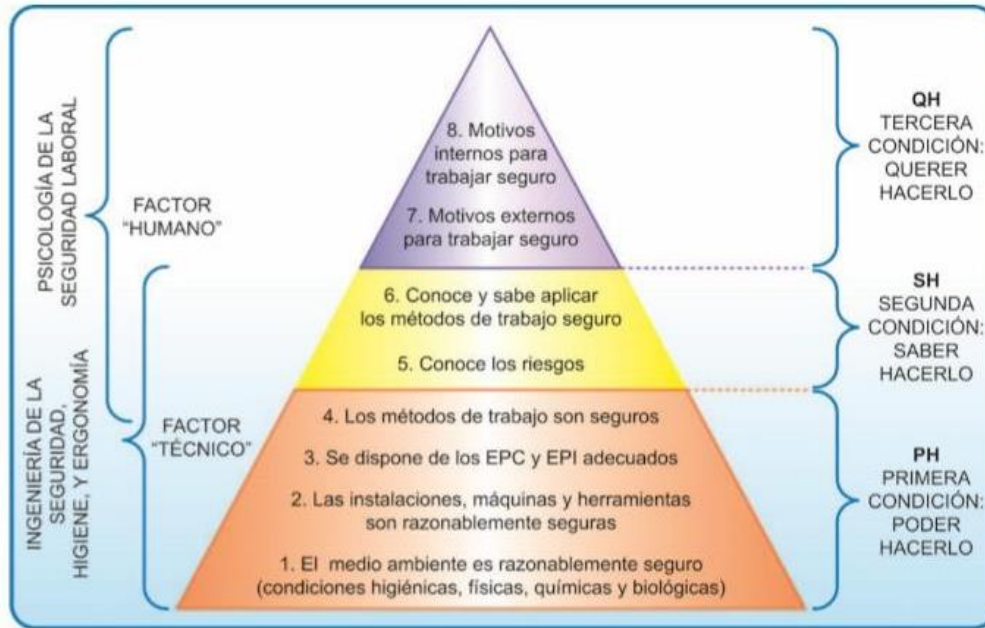 PSICOLOGÍA DE LA
SEGURIDAD LABORAL
INGENIERÍA DE LA
SEGURIDAD,
HIGIENE, Y ERGONOMÍA
FACTOR
“HUMANO”
FACTOR
“TÉCNICO”
8. Motivos
internos para
trabajar seguro
7. Motivos externos
para trabajar seguro
6. Conoce y sabe aplicar
los métodos de trabajo seguro
5. Conoce los riesgos
4. Los métodos de trabajo son seguros
3. Se dispone de los EPC y EPI adecuados
2. Las instalaciones, máquinas y herramientas
son razonablemente seguras
1. El medio ambiente es razonablemente seguro
(condiciones higiénicas, físicas, químicas y biológicas)
QH
TERCERA
CONDICIÓN:
QUERER
HACERLO
SH
SEGUNDA
CONDICIÓN:
SABER
HACERLO
PH
PRIMERA
CONDICIÓN:
PODER
HACERLO